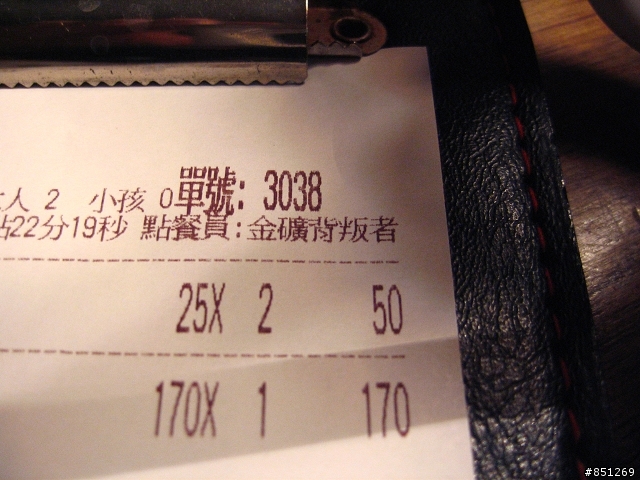 人 2 小孩 0 單號: 3038
點22分19秒 點餐員:金礦背叛者
25X 2 50
170X 1 170
#851269